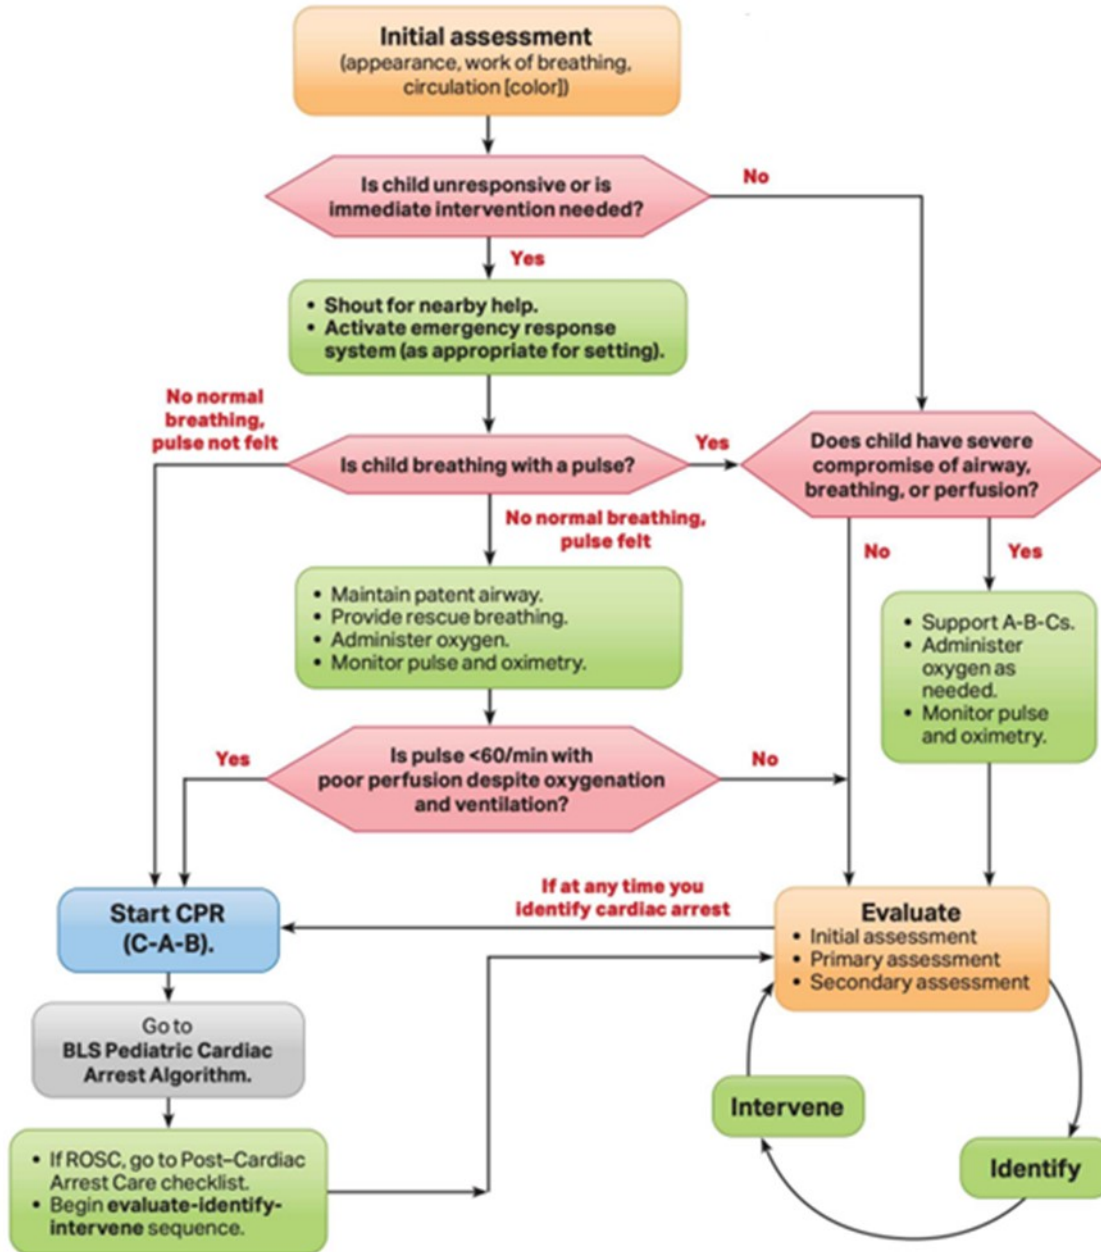 Initial assessment
(appearance, work of breathing,
circulation [color])
Is child unresponsive or is
immediate intervention needed?
No
Yes
• Shout for nearby help.
• Activate emergency response
system (as appropriate for setting).
No normal
breathing,
pulse not felt
Is child breathing with a pulse?
Yes
Does child have severe
compromise of airway,
breathing, or perfusion?
No normal breathing,
pulse felt
No
Yes
• Maintain patent airway.
• Provide rescue breathing.
• Administer oxygen.
• Monitor pulse and oximetry.
• Support A-B-Cs.
• Administer
oxygen as
needed.
• Monitor pulse
and oximetry.
Yes
Is pulse <60/min with
poor perfusion despite oxygenation
and ventilation?
No
Start CPR
(C-A-B).
If at any time you
identify cardiac arrest
Evaluate
• Initial assessment
• Primary assessment
• Secondary assessment
Go to
BLS Pediatric Cardiac
Arrest Algorithm.
Intervene
Identify
• If ROSC, go to Post–Cardiac
Arrest Care checklist.
• Begin evaluate-identify-
intervene sequence.